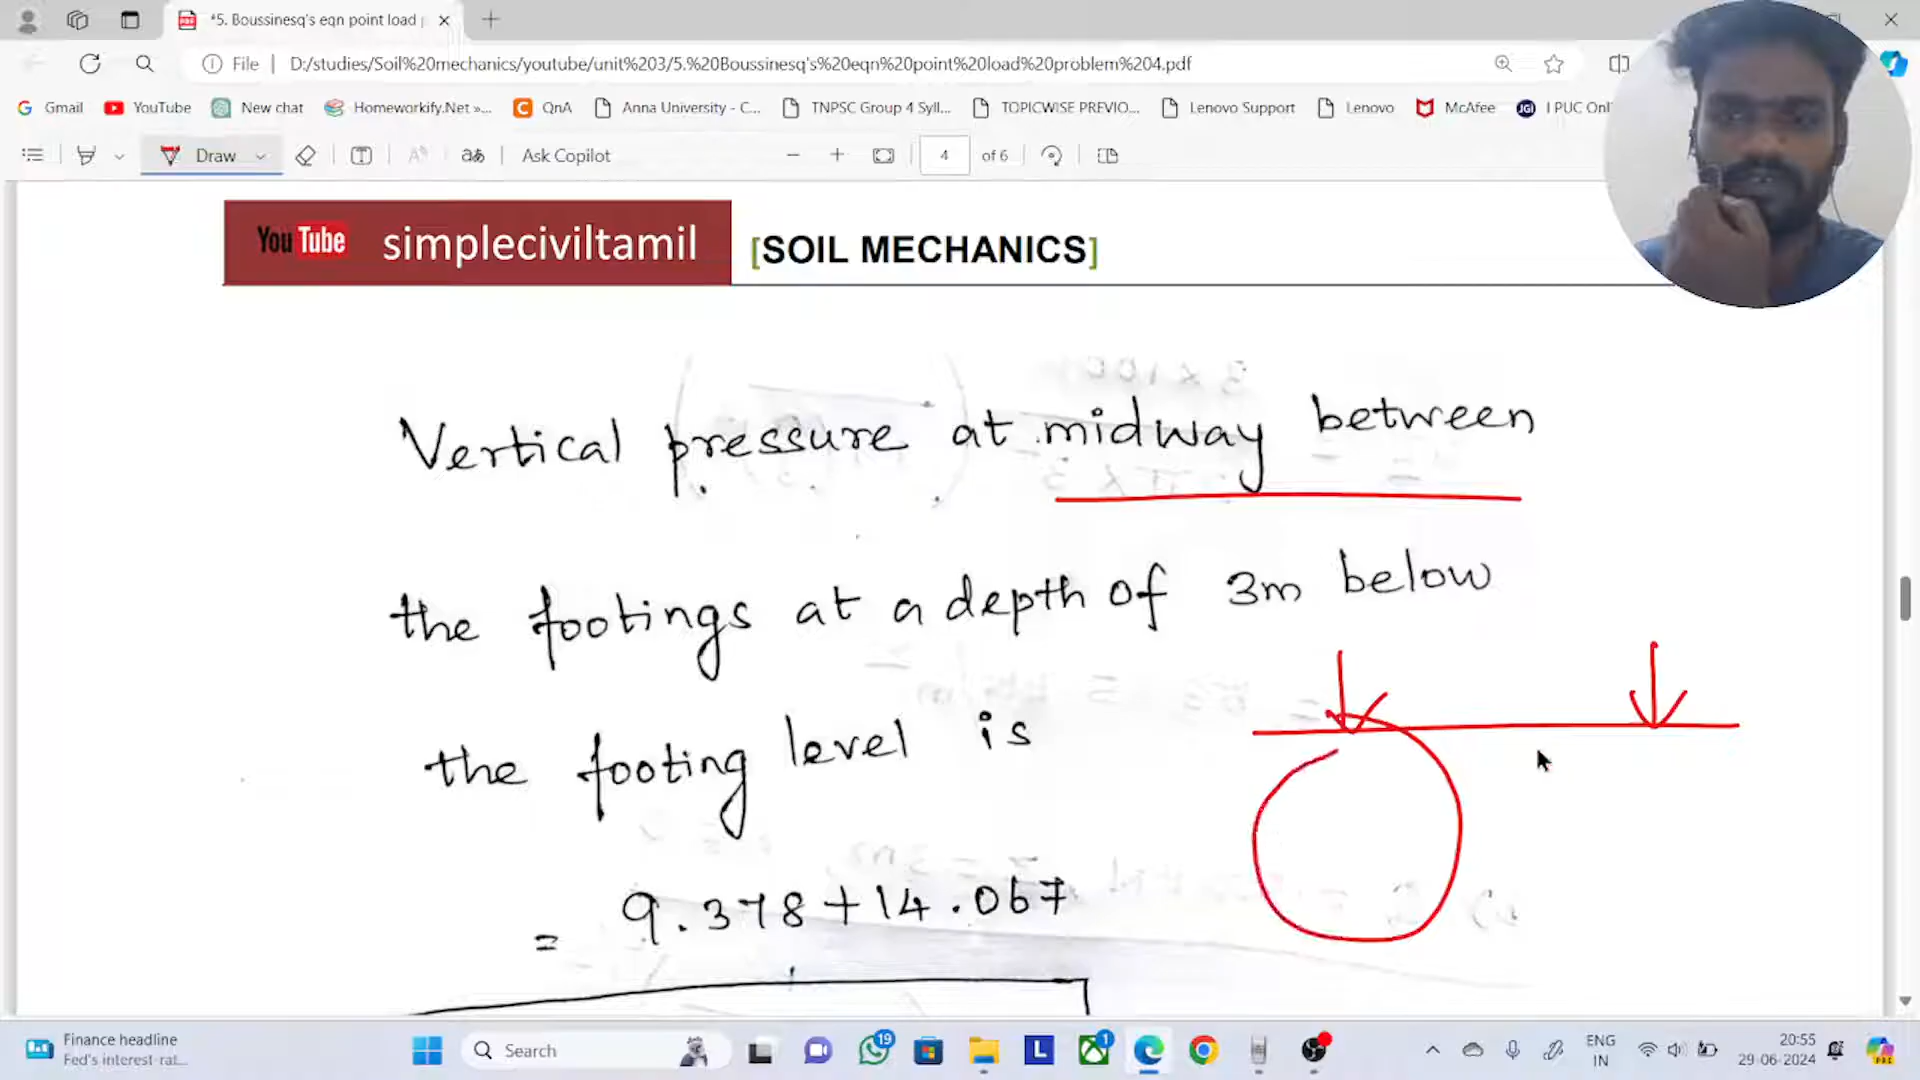 *5. Boussinesq's eqn point load
File
D:/studies/Soil%20mechanics/youtube/unit%203/5.%20Boussinesq's%20eqn%20point%20load%20problem%204.pdf
Gmail
YouTube
New chat
Homeworkify.Net »...
QnA
Anna University - C...
TNPSC Group 4 Syll...
TOPICWISE PREVIO...
Lenovo Support
Lenovo
McAfee
I PUC Onl
Draw
Ask Copilot
4 of 6
YouTube simpleciviltamil [SOIL MECHANICS]
Vertical pressure at midway between
the footings at a depth of 3m below
the footing level is
= 9.378 + 14.067
Finance headline
Fed's interest-rat...
Search
19
1
ENG
IN
20:55
29-06-2024